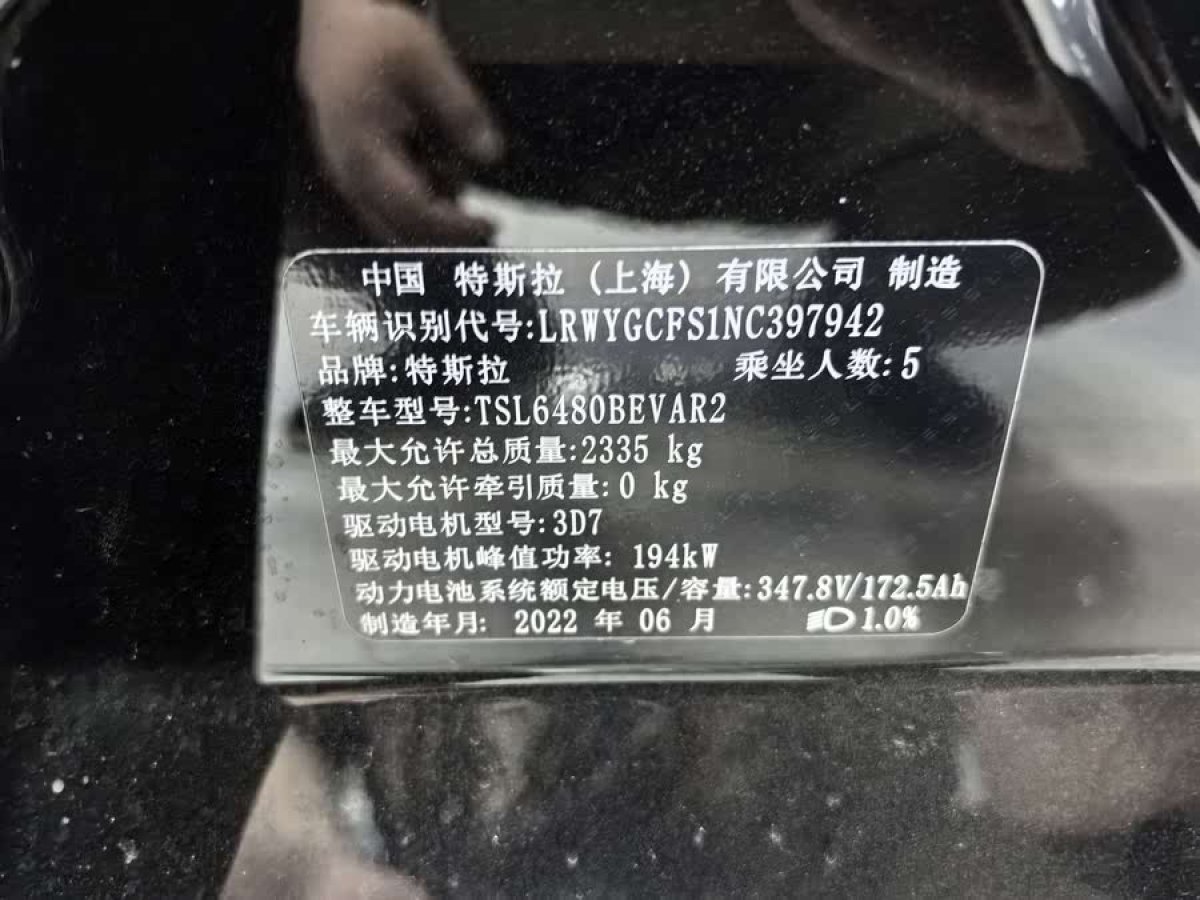 中国 特斯拉 (上海) 有限公司 制造
车辆识别代号:LRWYGCFS1NC397942
品牌:特斯拉 乘坐人数:5
整车型号:TSL6480BEVAR2
最大允许总质量:2335 kg
最大允许牵引质量:0 kg
驱动电机型号:3D7
驱动电机峰值功率: 194kW
动力电池系统额定电压/容量:347.8V/172.5Ah
制造年月: 2022 年 06 月 1.0%